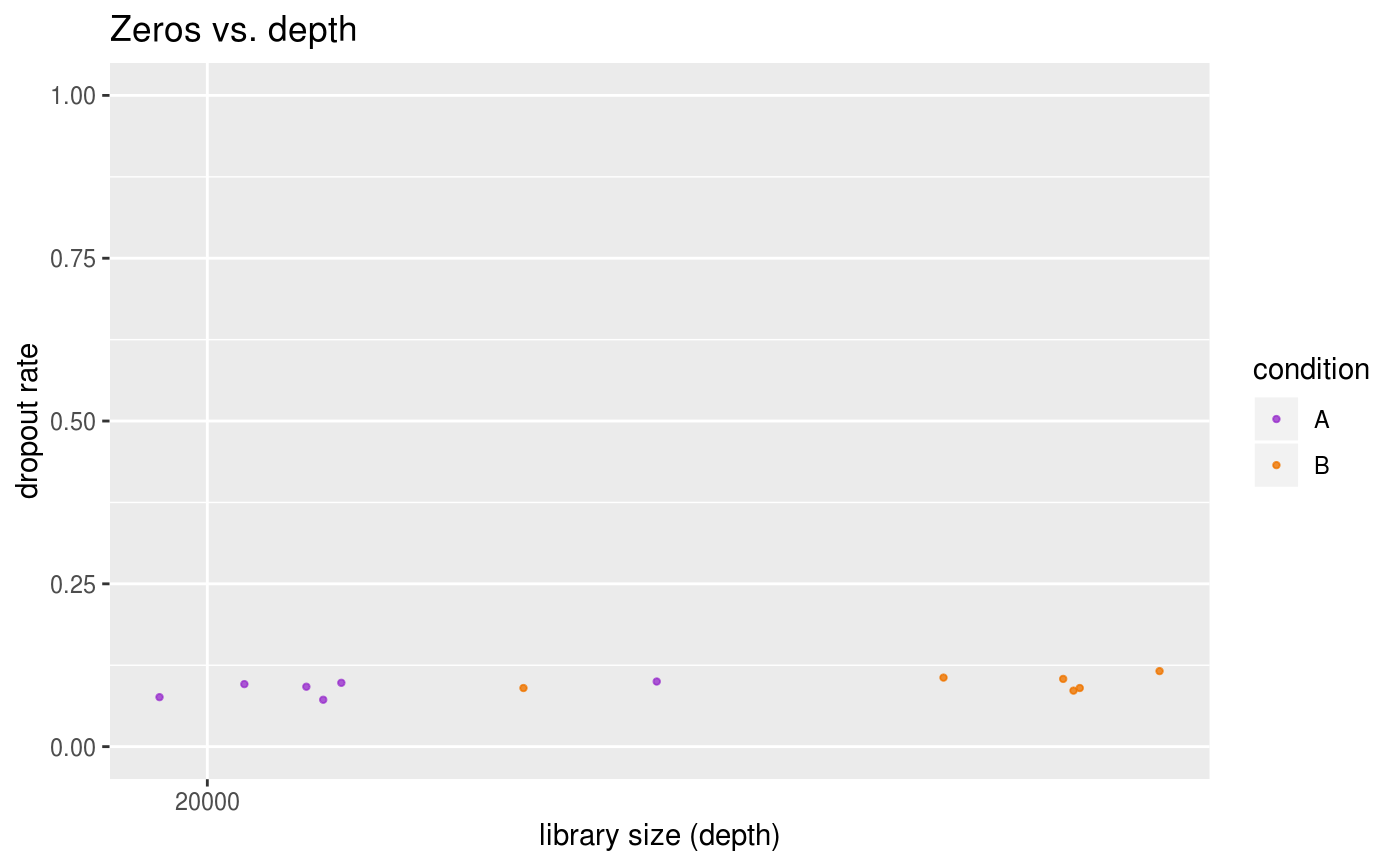 Zeros vs. depth
1.00
0.75
0.50
0.25
0.00
dropout rate
20000
library size (depth)
condition
A
B